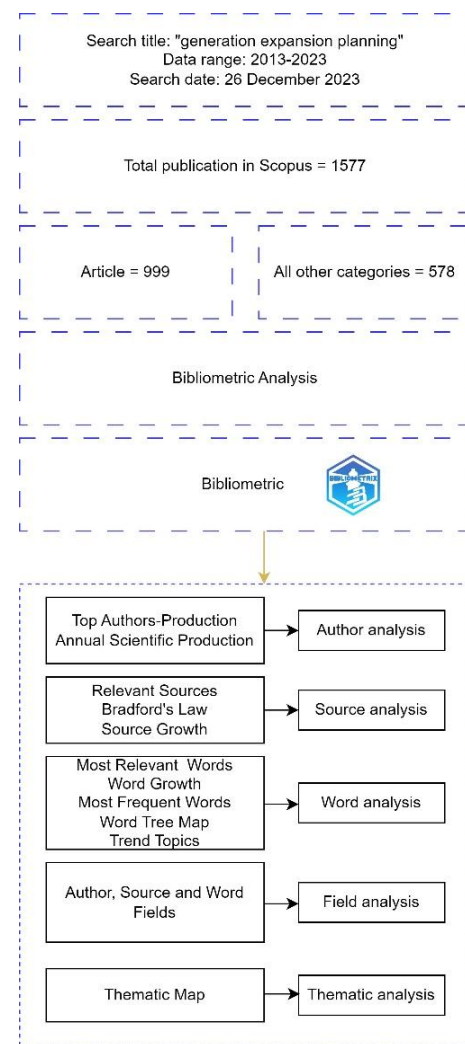 Search title: "generation expansion planning"
Data range: 2013-2023
Search date: 26 December 2023
Total publication in Scopus = 1577
Article = 999
All other categories = 578
Bibliometric Analysis
Bibliometric
BIBLIOMETRIX
Top Authors-Production
Annual Scientific Production
Author analysis
Relevant Sources
Bradford's Law
Source Growth
Source analysis
Most Relevant Words
Word Growth
Most Frequent Words
Word Tree Map
Trend Topics
Word analysis
Author, Source and Word
Fields
Field analysis
Thematic Map
Thematic analysis